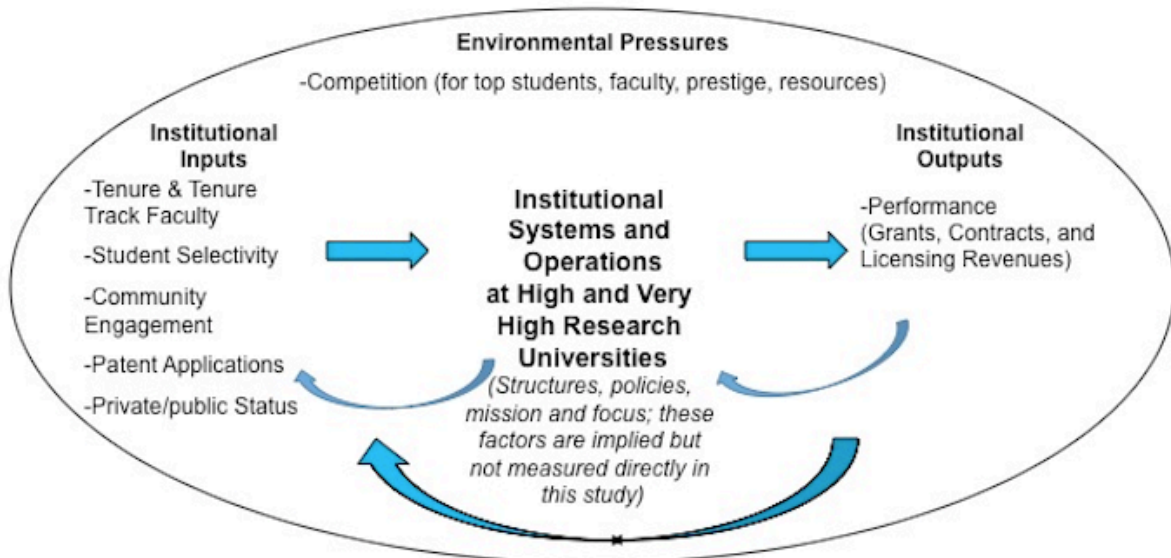 Environmental Pressures
-Competition (for top students, faculty, prestige, resources)
Institutional
Inputs
-Tenure & Tenure
Track Faculty
-Student Selectivity
-Community
Engagement
-Patent Applications
-Private/public Status
Institutional
Systems and
Operations
at High and Very
High Research
Universities
(Structures, policies,
mission and focus; these
factors are implied but
not measured directly in
this study)
Institutional
Outputs
-Performance
(Grants, Contracts, and
Licensing Revenues)